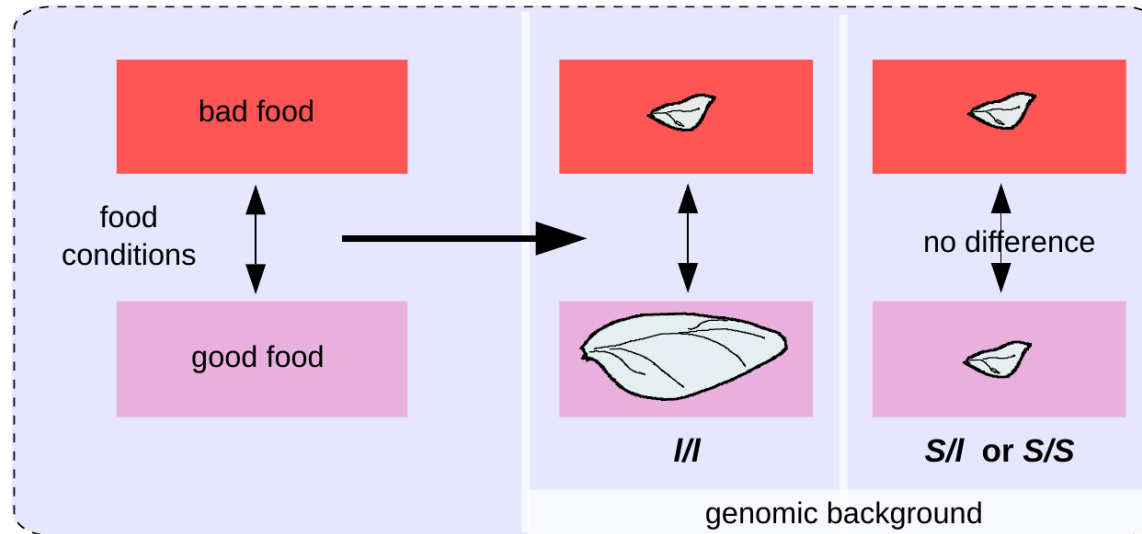 bad food
food
conditions
no difference
good food
l/l
S/l or S/S
genomic background